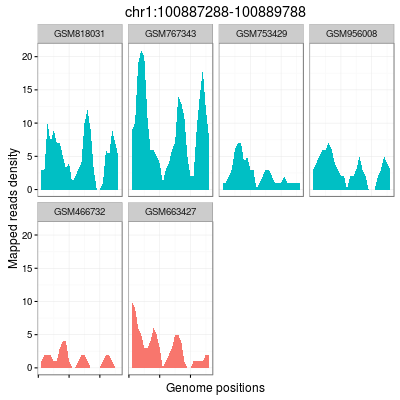 chr1:100887288-100889788
GSM818031 GSM767343 GSM753429 GSM956008
20
15
10
5
0
Mapped reads density
GSM466732 GSM663427
20
15
10
5
0
Genome positions